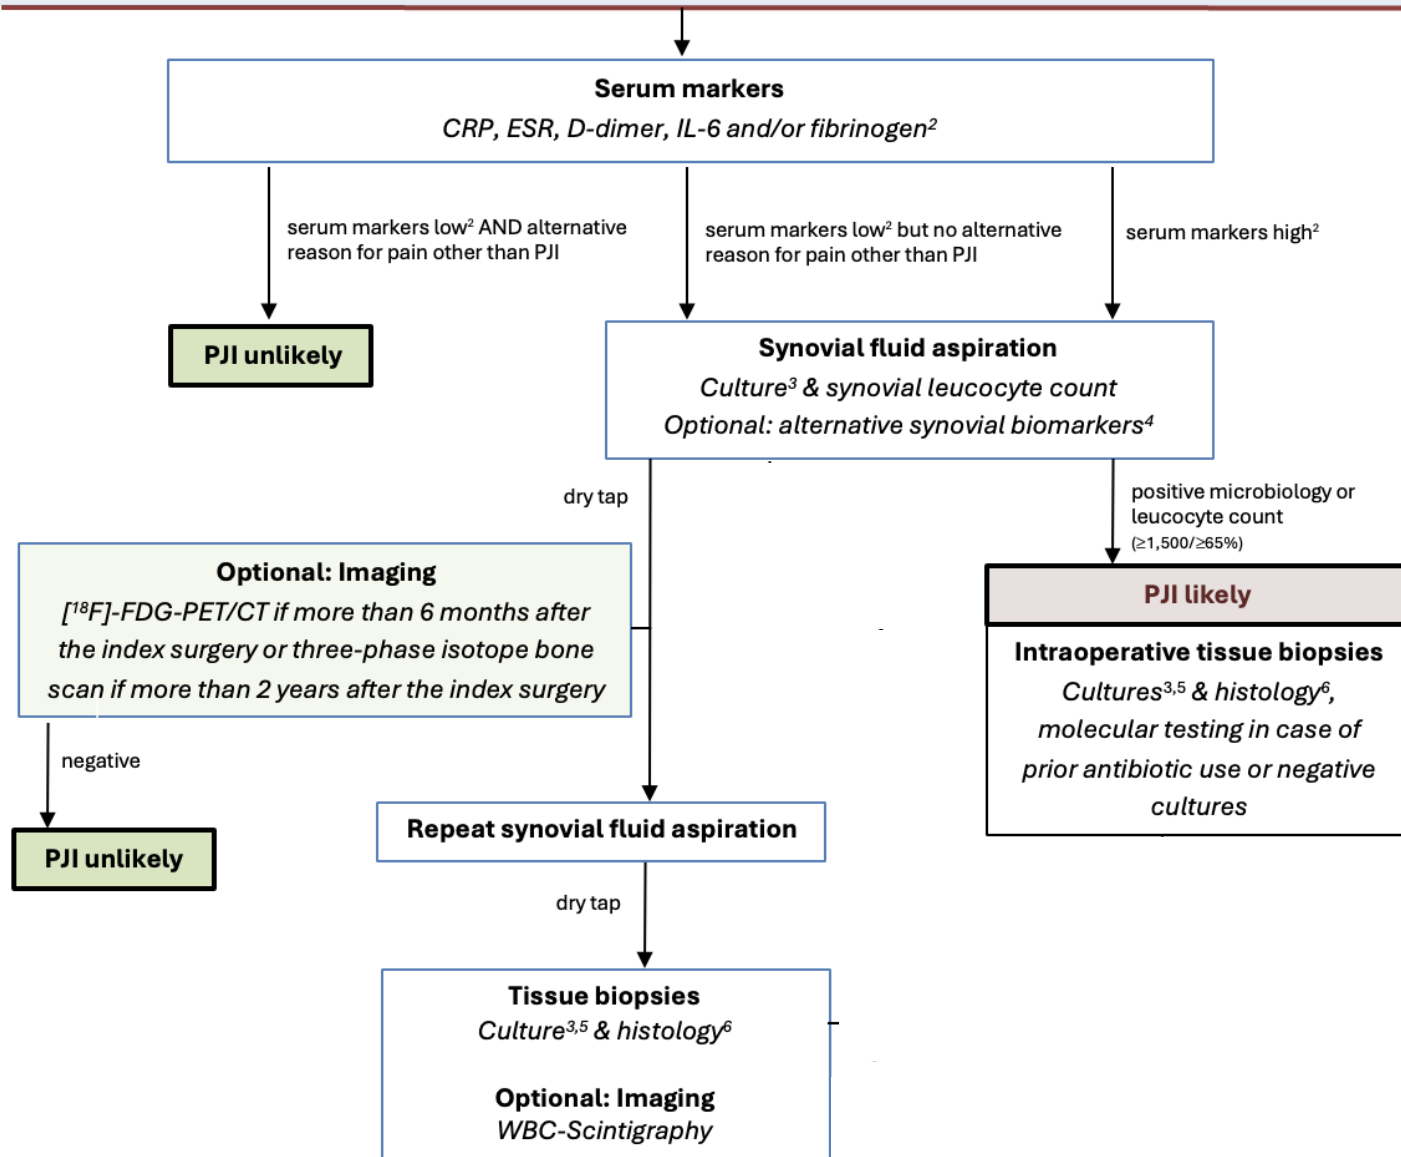 Serum markers
CRP, ESR, D-dimer, IL-6 and/or fibrinogen²
serum markers low² AND alternative
reason for pain other than PJI
serum markers low² but no alternative
reason for pain other than PJI
serum markers high²
PJI unlikely
Synovial fluid aspiration
Culture³ & synovial leucocyte count
Optional: alternative synovial biomarkers⁴
dry tap
positive microbiology or
leucocyte count
(≥1,500/≥65%)
Optional: Imaging
[¹⁸F]-FDG-PET/CT if more than 6 months after
the index surgery or three-phase isotope bone
scan if more than 2 years after the index surgery
PJI likely
Intraoperative tissue biopsies
Cultures³,⁵ & histology⁶,
molecular testing in case of
prior antibiotic use or negative
cultures
negative
PJI unlikely
Repeat synovial fluid aspiration
dry tap
Tissue biopsies
Culture³,⁵ & histology⁶
Optional: Imaging
WBC-Scintigraphy